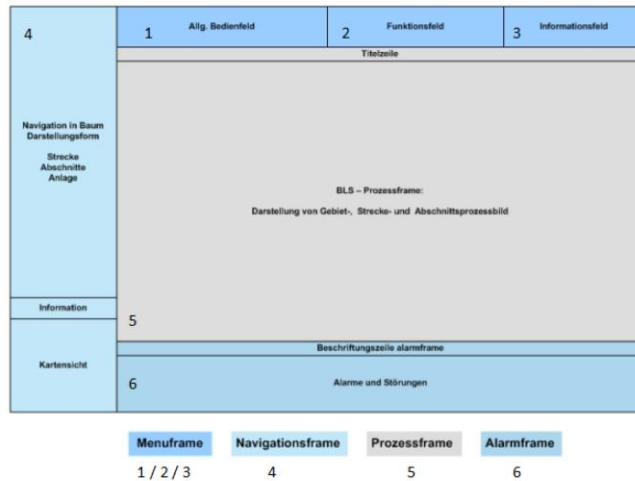 4
1
Allg. Bedienfeld
2
Funktionsfeld
3
Informationsfeld
Titelzeile
Navigation in Baum
Darstellungsform
Strecke
Abschnitte
Anlage
BLS – Prozessframe:
Darstellung von Gebiet-, Strecke- und Abschnittsprozessbild
Information
5
Kartensicht
Beschriftungszeile alarmframe
6
Alarme und Störungen
Menuframe
Navigationsframe
Prozessframe
Alarmframe
1 / 2 / 3
4
5
6